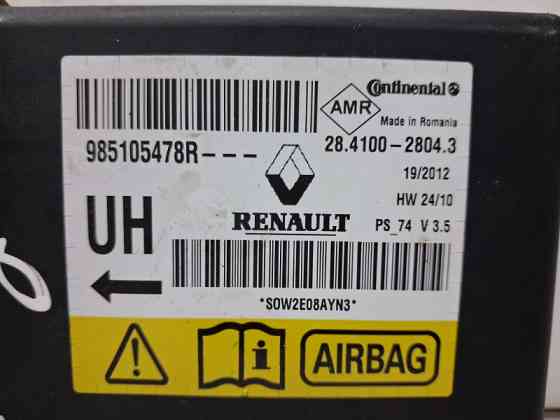 Continental
AMR
Made in Romania
985105478R---
28.4100-2804.3
19/2012
HW 24/10
UH
RENAULT
PS_74 V 3.5
*SOW2E08AYN3*
AIRBAG